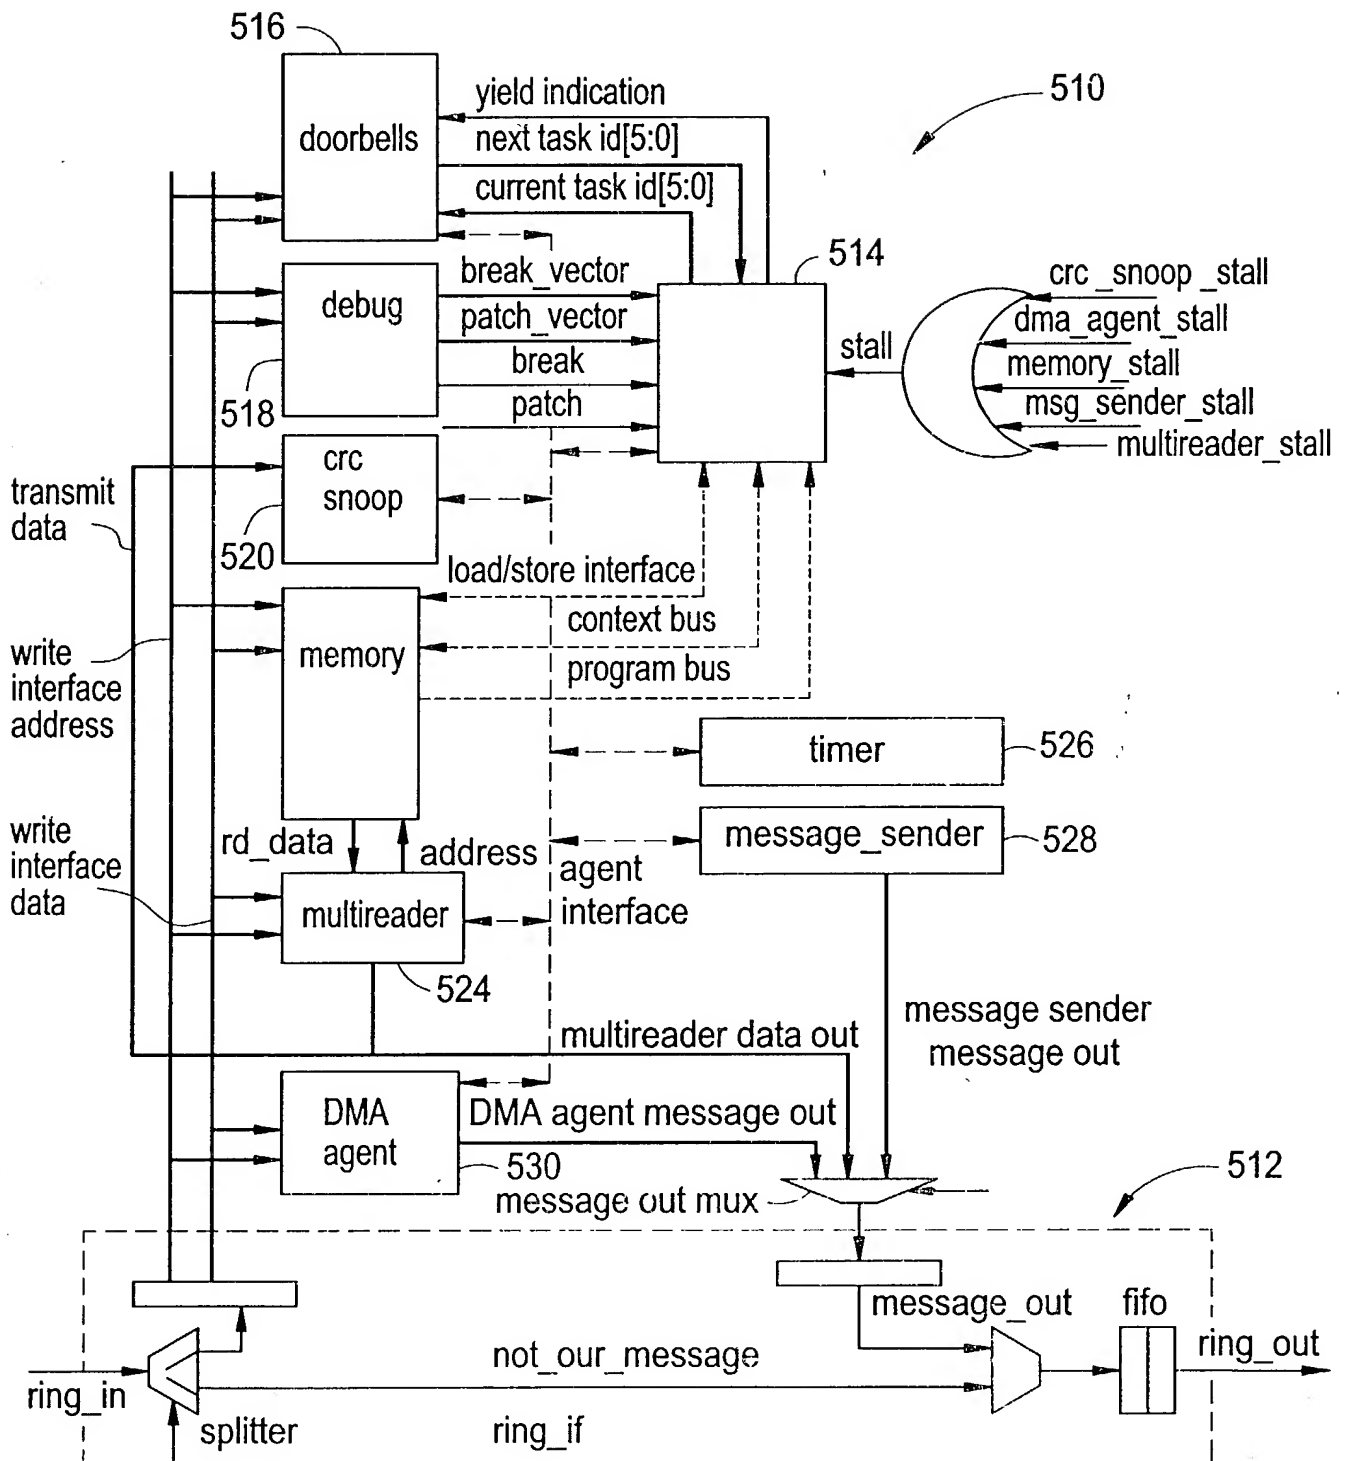 516
yield indication
510
doorbells
next task id[5:0]
current task id[5:0]
514
break_vector
crc_snoop_stall
debug
patch_vector
dma_agent_stall
stall
break
memory_stall
518
patch
msg_sender_stall
multireader_stall
crc
snoop
transmit
data
520
load/store interface
context bus
write
interface
address
memory
program bus
timer
526
write
interface
data
rd_data
address
message_sender
528
agent
interface
multireader
524
message sender
message out
multireader data out
DMA
agent
DMA agent message out
530
message out mux
512
message_out
fifo
ring_out
not_our_message
ring_in
splitter
ring_if